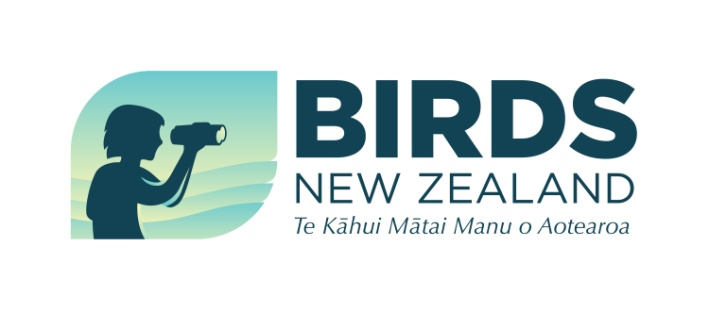 BIRDS
NEW ZEALAND
Te Kāhui Mātai Manu o Aotearoa